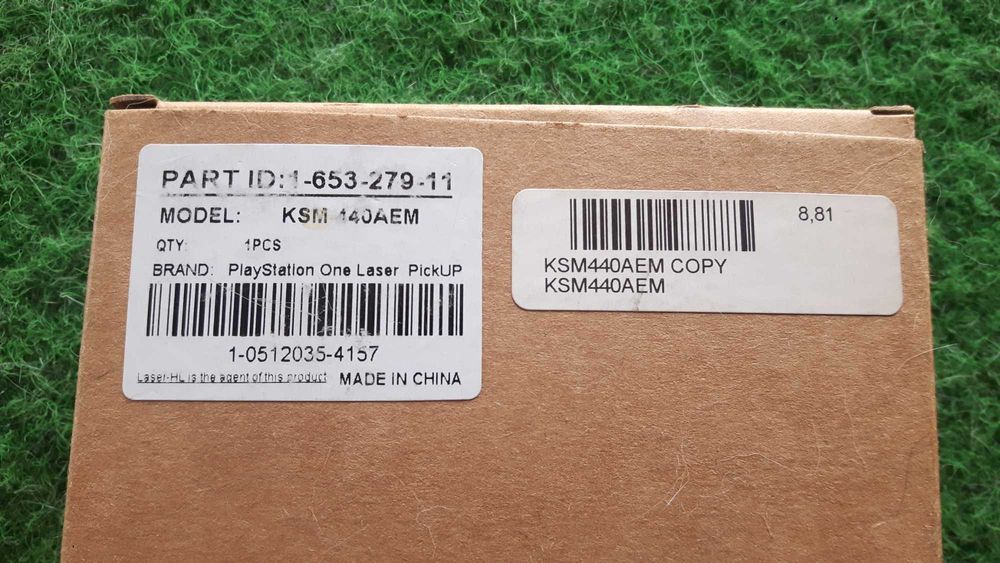 PART ID:1-653-279-11
MODEL: KSM-440AEM
QTY: 1PCS
BRAND: PlayStation One Laser PickUP
1-0512035-4157
Laser-HL is the agent of this product MADE IN CHINA
8,81
KSM440AEM COPY
KSM440AEM